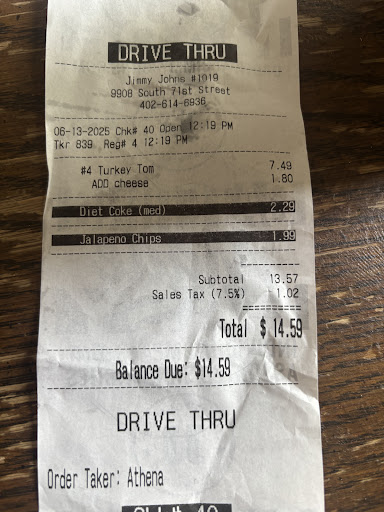 DRIVE THRU
Jimmy Johns #1019
9908 South 71st Street
402-614-6936
06-13-2025 Chk# 40 Open 12:19 PM
Tkr 839 Reg# 4 12:19 PM
#4 Turkey Tom 7.49
ADD cheese 1.80
Diet Coke (med) 2.29
Jalapeno Chips 1.99
Subtotal 13.57
Sales Tax (7.5%) 1.02
Total $ 14.59
Balance Due: $14.59
DRIVE THRU
Order Taker: Athena